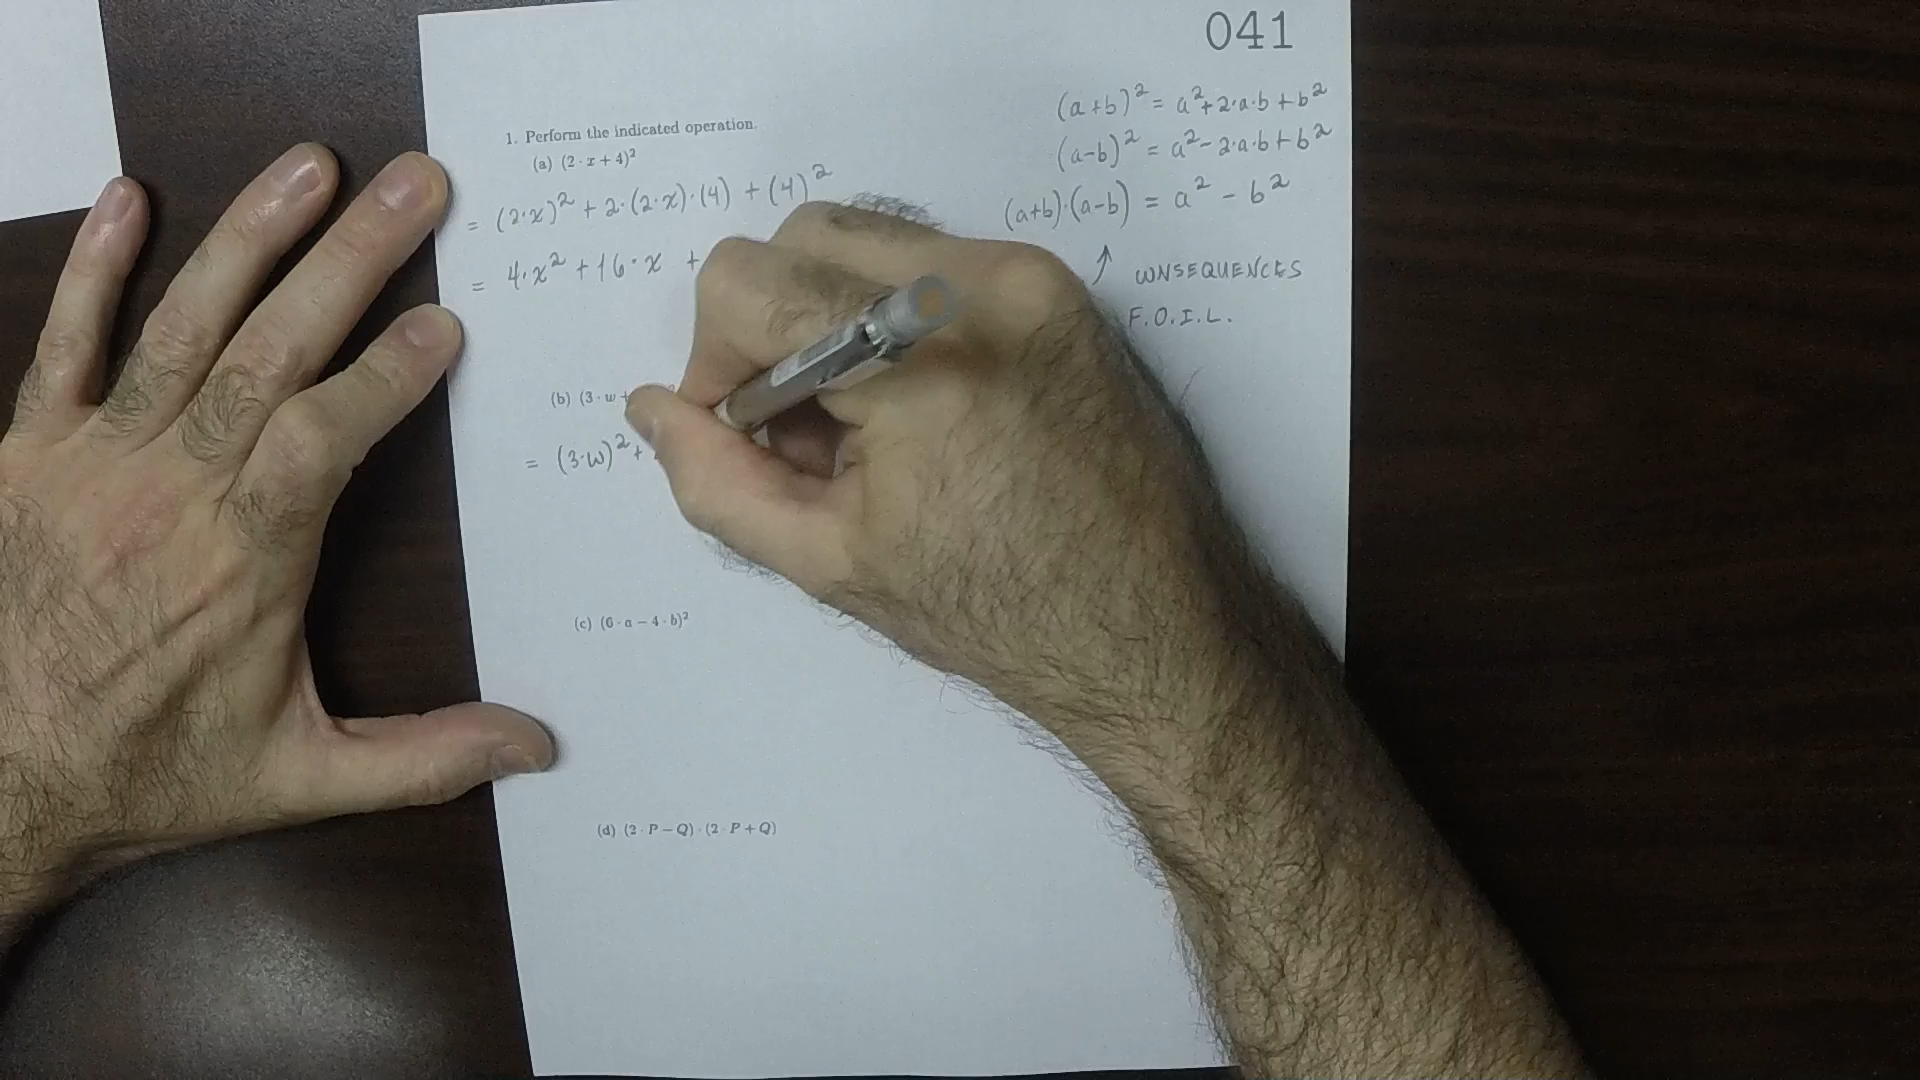 041
(a+b)² = a²+2·a·b+b²
(a-b)² = a²-2·a·b+b²
(a+b)·(a-b) = a² - b²
↑ CONSEQUENCES
F.O.I.L.
1. Perform the indicated operation.
(a) (2 · x + 4)²
= (2·x)² + 2·(2·x)·(4) + (4)²
= 4·x² + 16·x +
(b) (3 · w +
= (3·w)² +
(c) (6 · a − 4 · b)²
(d) (2 · P − Q) · (2 · P + Q)